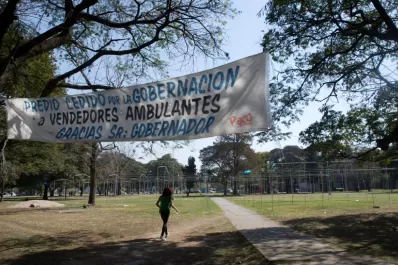 PREDIO CEDIDO POR LA GOBERNACION
VENDEDORES AMBULANTES
GRACIAS SR: GOBERNADOR